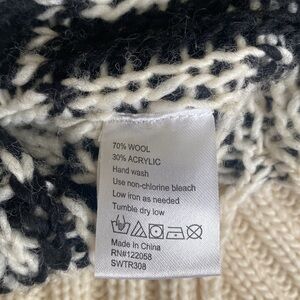 70% WOOL
30% ACRYLIC
Hand wash
Use non-chlorine bleach
Low iron as needed
Tumble dry low
Made in China
RN#122058
SWTR308